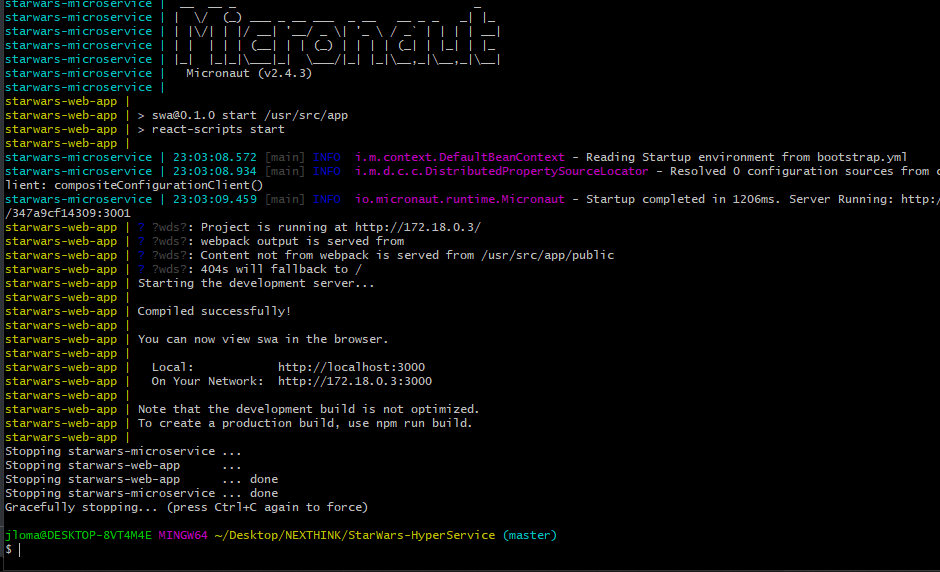 starwars-microservice |  __  __ _                                  _
starwars-microservice | |  \/  (_) ___ _ __ ___  _ __   __ _ _   _| |_
starwars-microservice | | |\/| | |/ __| '__/ _ \| '_ \ / _` | | | | __|
starwars-microservice | | |  | | | (__| | | (_) | | | | (_| | |_| | |_
starwars-microservice | |_|  |_|_|\___|_|  \___/|_| |_|\__,_|\__,_|\__|
starwars-microservice |   Micronaut (v2.4.3)
starwars-microservice |
starwars-web-app |
starwars-web-app | > swa@0.1.0 start /usr/src/app
starwars-web-app | > react-scripts start
starwars-web-app |
starwars-microservice | 23:03:08.572 [main] INFO  i.m.context.DefaultBeanContext - Reading Startup environment from bootstrap.yml
starwars-microservice | 23:03:08.934 [main] INFO  i.m.d.c.c.DistributedPropertySourceLocator - Resolved 0 configuration sources from c
lient: compositeConfigurationClient()
starwars-microservice | 23:03:09.459 [main] INFO  io.micronaut.runtime.Micronaut - Startup completed in 1206ms. Server Running: http:/
/347a9cf14309:3001
starwars-web-app | ? ?wds?: Project is running at http://172.18.0.3/
starwars-web-app | ? ?wds?: webpack output is served from
starwars-web-app | ? ?wds?: Content not from webpack is served from /usr/src/app/public
starwars-web-app | ? ?wds?: 404s will fallback to /
starwars-web-app | Starting the development server...
starwars-web-app |
starwars-web-app | Compiled successfully!
starwars-web-app |
starwars-web-app | You can now view swa in the browser.
starwars-web-app |
starwars-web-app |   Local:            http://localhost:3000
starwars-web-app |   On Your Network:  http://172.18.0.3:3000
starwars-web-app |
starwars-web-app | Note that the development build is not optimized.
starwars-web-app | To create a production build, use npm run build.
starwars-web-app |
Stopping starwars-microservice ...
Stopping starwars-web-app      ...
Stopping starwars-web-app      ... done
Stopping starwars-microservice ... done
Gracefully stopping... (press Ctrl+C again to force)
jloma@DESKTOP-8VT4M4E MINGW64 ~/Desktop/NEXTHINK/StarWars-HyperService (master)
$